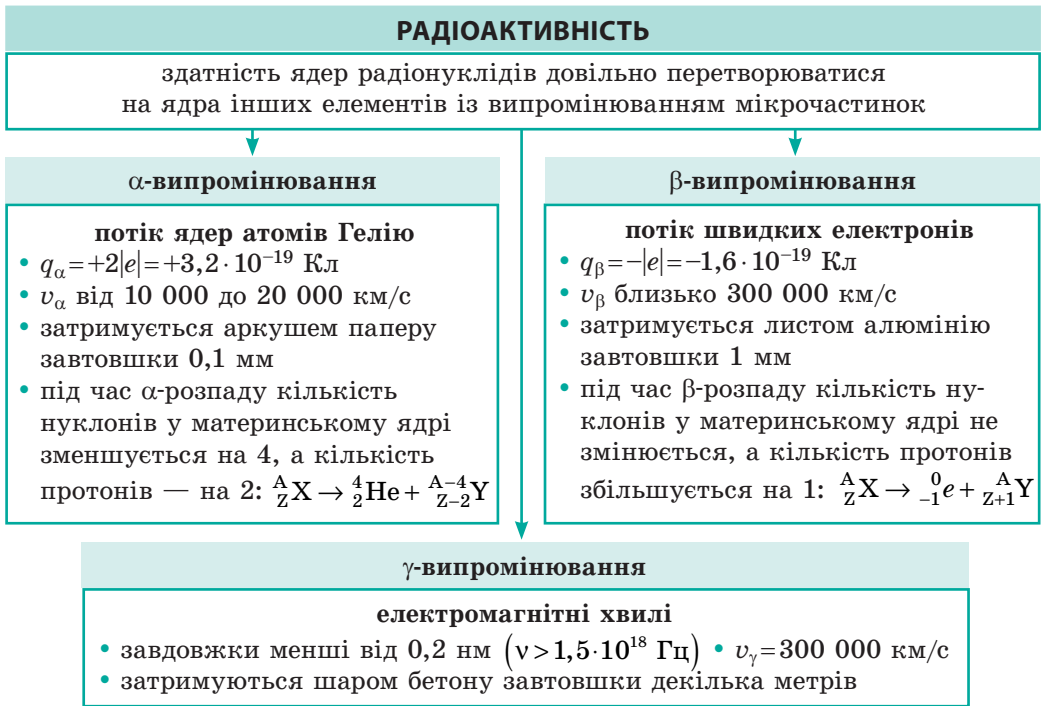 РАДІОАКТИВНІСТЬ
здатність ядер радіонуклідів довільно перетворюватися
на ядра інших елементів із випромінюванням мікрочастинок
α-випромінювання
потік ядер атомів Гелію
• qα=+2|e|=+3,2·10⁻¹⁹ Кл
• vα від 10 000 до 20 000 км/с
• затримується аркушем паперу
завтовшки 0,1 мм
• під час α-розпаду кількість
нуклонів у материнському ядрі
зменшується на 4, а кількість
протонів — на 2: ᴬ_Z X → ⁴₂He + ᴬ⁻⁴_Z−2 Y
β-випромінювання
потік швидких електронів
• qβ=−|e|=−1,6·10⁻¹⁹ Кл
• vβ близько 300 000 км/с
• затримується листом алюмінію
завтовшки 1 мм
• під час β-розпаду кількість ну-
клонів у материнському ядрі не
змінюється, а кількість протонів
збільшується на 1: ᴬ_Z X → ⁰₋₁e + ᴬ_Z+1 Y
γ-випромінювання
електромагнітні хвилі
• завдовжки менші від 0,2 нм (ν>1,5·10¹⁸ Гц) • vγ=300 000 км/с
• затримуються шаром бетону завтовшки декілька метрів